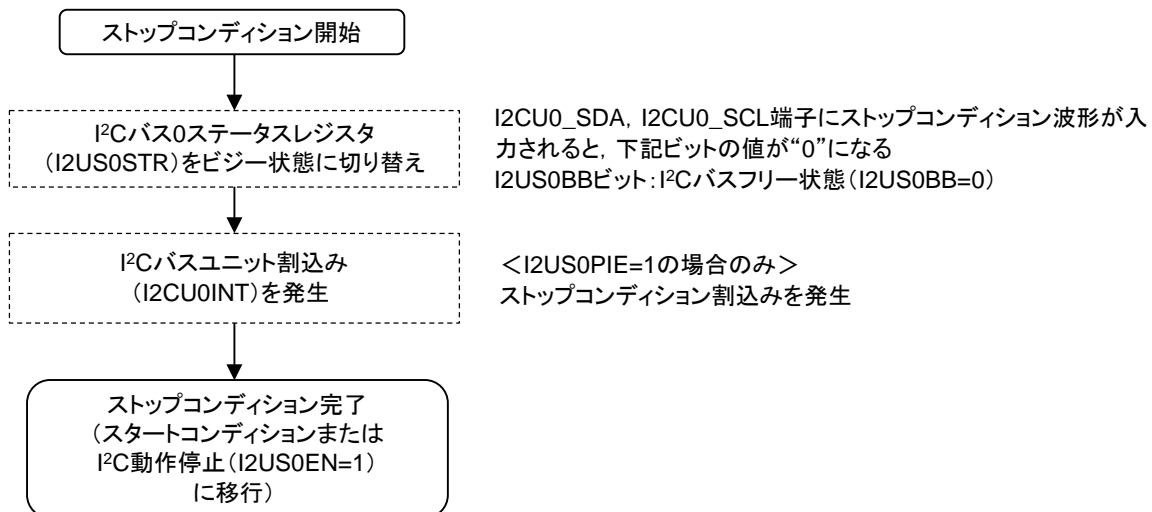 ストップコンディション開始
I²Cバス0ステータスレジスタ
(I2US0STR)をビジー状態に切り替え
I2CU0_SDA, I2CU0_SCL端子にストップコンディション波形が入
力されると, 下記ビットの値が“0”になる
I2US0BBビット:I²Cバスフリー状態(I2US0BB=0)
I²Cバスユニット割込み
(I2CU0INT)を発生
<I2US0PIE=1の場合のみ>
ストップコンディション割込みを発生
ストップコンディション完了
(スタートコンディションまたは
I²C動作停止(I2US0EN=1)
に移行)